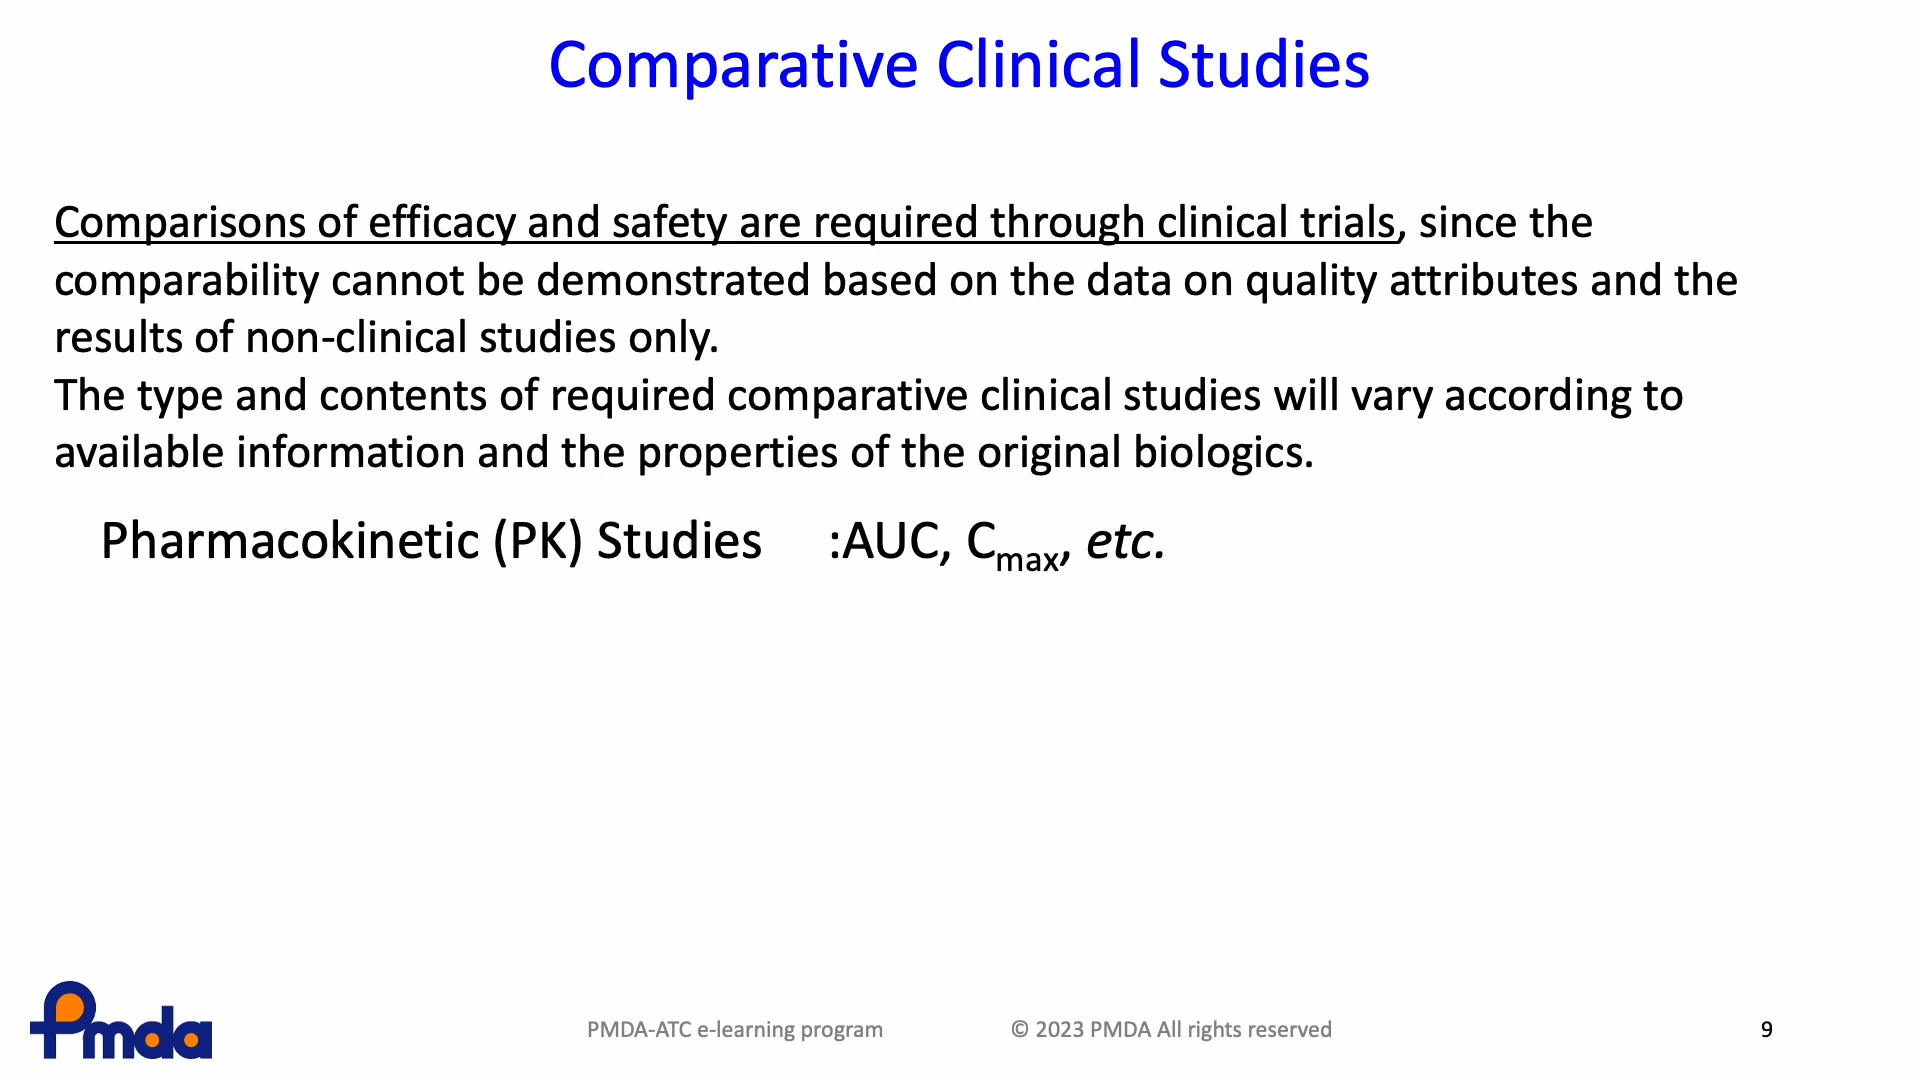 Comparative Clinical Studies
Comparisons of efficacy and safety are required through clinical trials, since the
comparability cannot be demonstrated based on the data on quality attributes and the
results of non-clinical studies only.
The type and contents of required comparative clinical studies will vary according to
available information and the properties of the original biologics.
Pharmacokinetic (PK) Studies :AUC, Cmax, etc.
Pmda
PMDA-ATC e-learning program © 2023 PMDA All rights reserved 9